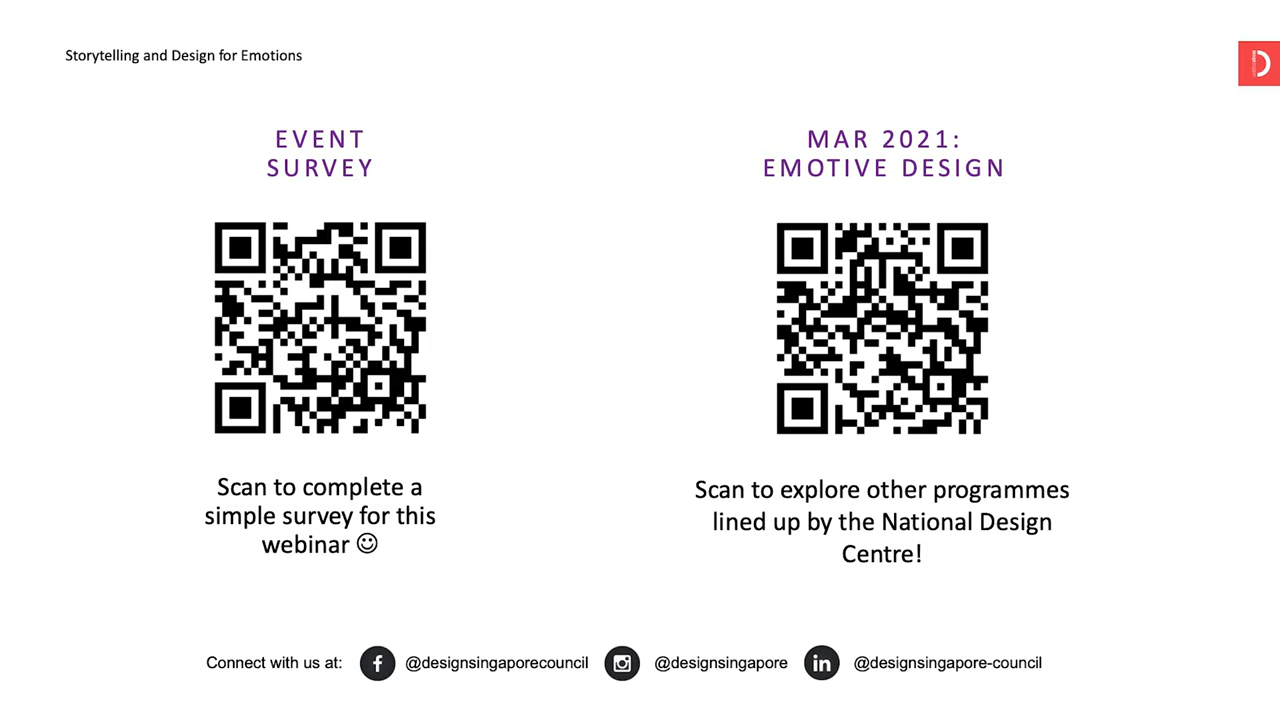 Storytelling and Design for Emotions
EVENT
SURVEY
Scan to complete a
simple survey for this
webinar ☺
MAR 2021:
EMOTIVE DESIGN
Scan to explore other programmes
lined up by the National Design
Centre!
Connect with us at: @designsingaporecouncil @designsingapore @designsingapore-council